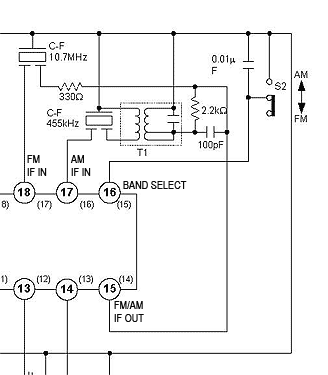 C-F
10.7MHz
0.01µ
F
S2
AM
FM
330Ω
C-F
455kHz
2.2kΩ
T1
100pF
FM
IF IN
AM
IF IN
BAND SELECT
8) 18 (17) 17 (16) 16 (15)
1) 13 (12) 14 (13) 15 (14)
FM/AM
IF OUT